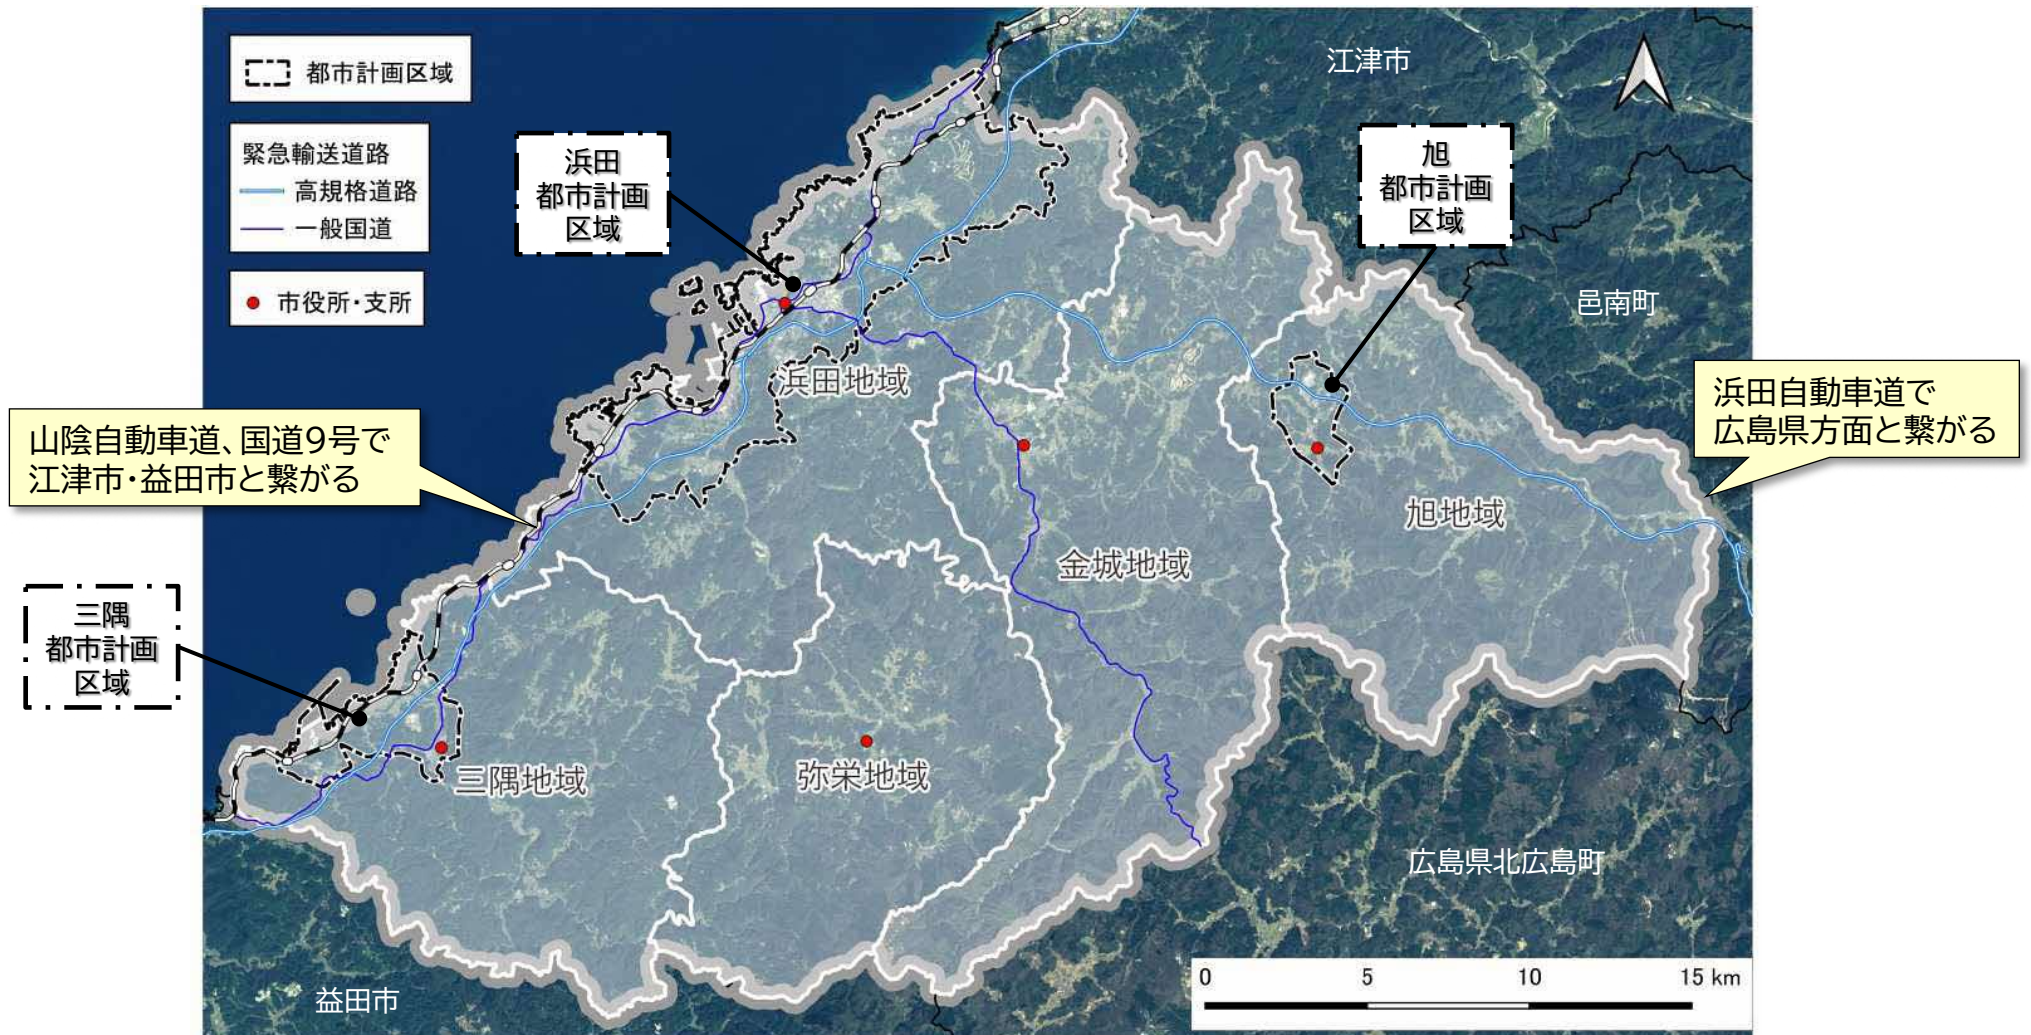 都市計画区域
緊急輸送道路
高規格道路
一般国道
市役所・支所
江津市
浜田
都市計画
区域
旭
都市計画
区域
邑南町
浜田地域
浜田自動車道で
広島県方面と繋がる
山陰自動車道、国道9号で
江津市・益田市と繋がる
旭地域
金城地域
三隅
都市計画
区域
三隅地域
弥栄地域
広島県北広島町
益田市
0 5 10 15 km